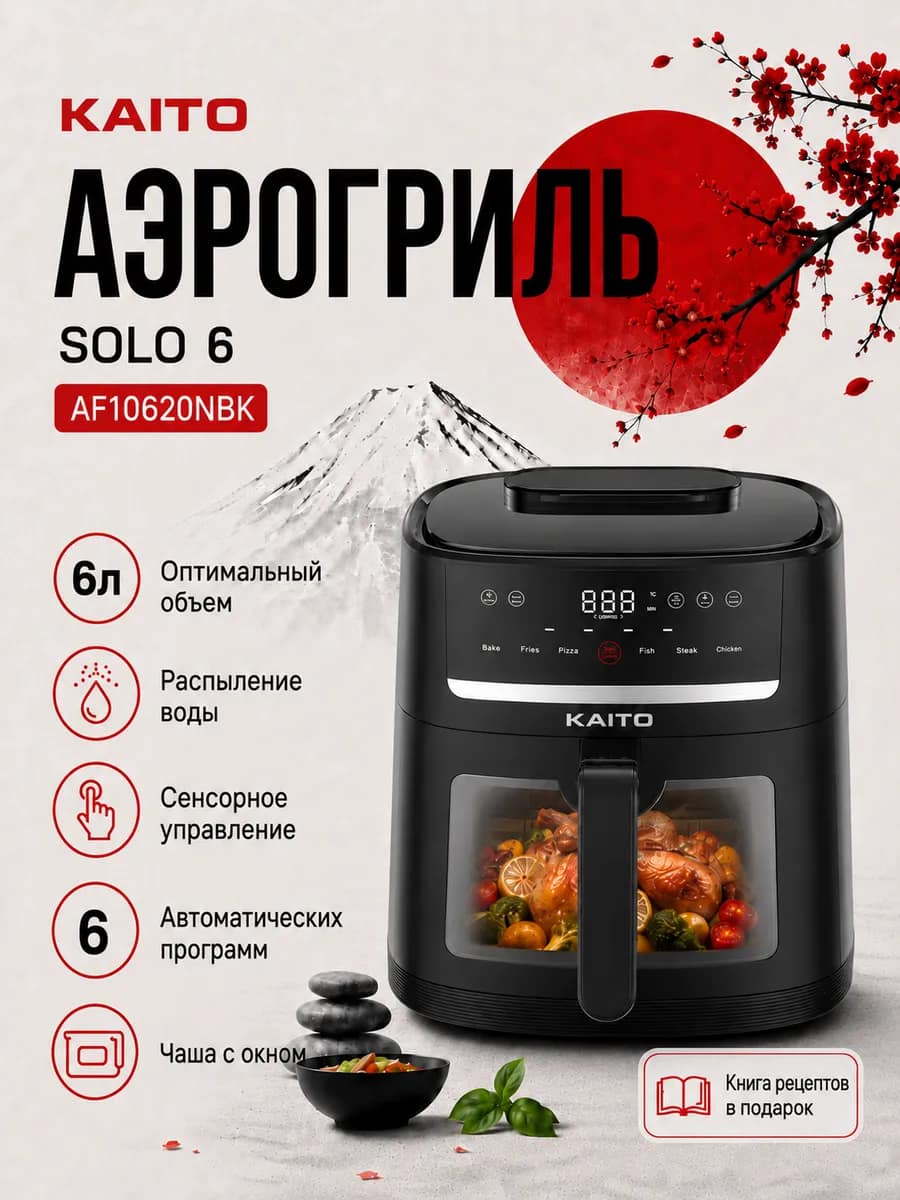 KAITO
АЭРОГРИЛЬ
SOLO 6
AF10620NBK
6л
Оптимальный
объем
Распыление
воды
Сенсорное
управление
6
Автоматических
программ
Чаша с окном
888
°C
MIN
Bake
Fries
Pizza
Fish
Steak
Chicken
KAITO
Книга рецептов
в подарок